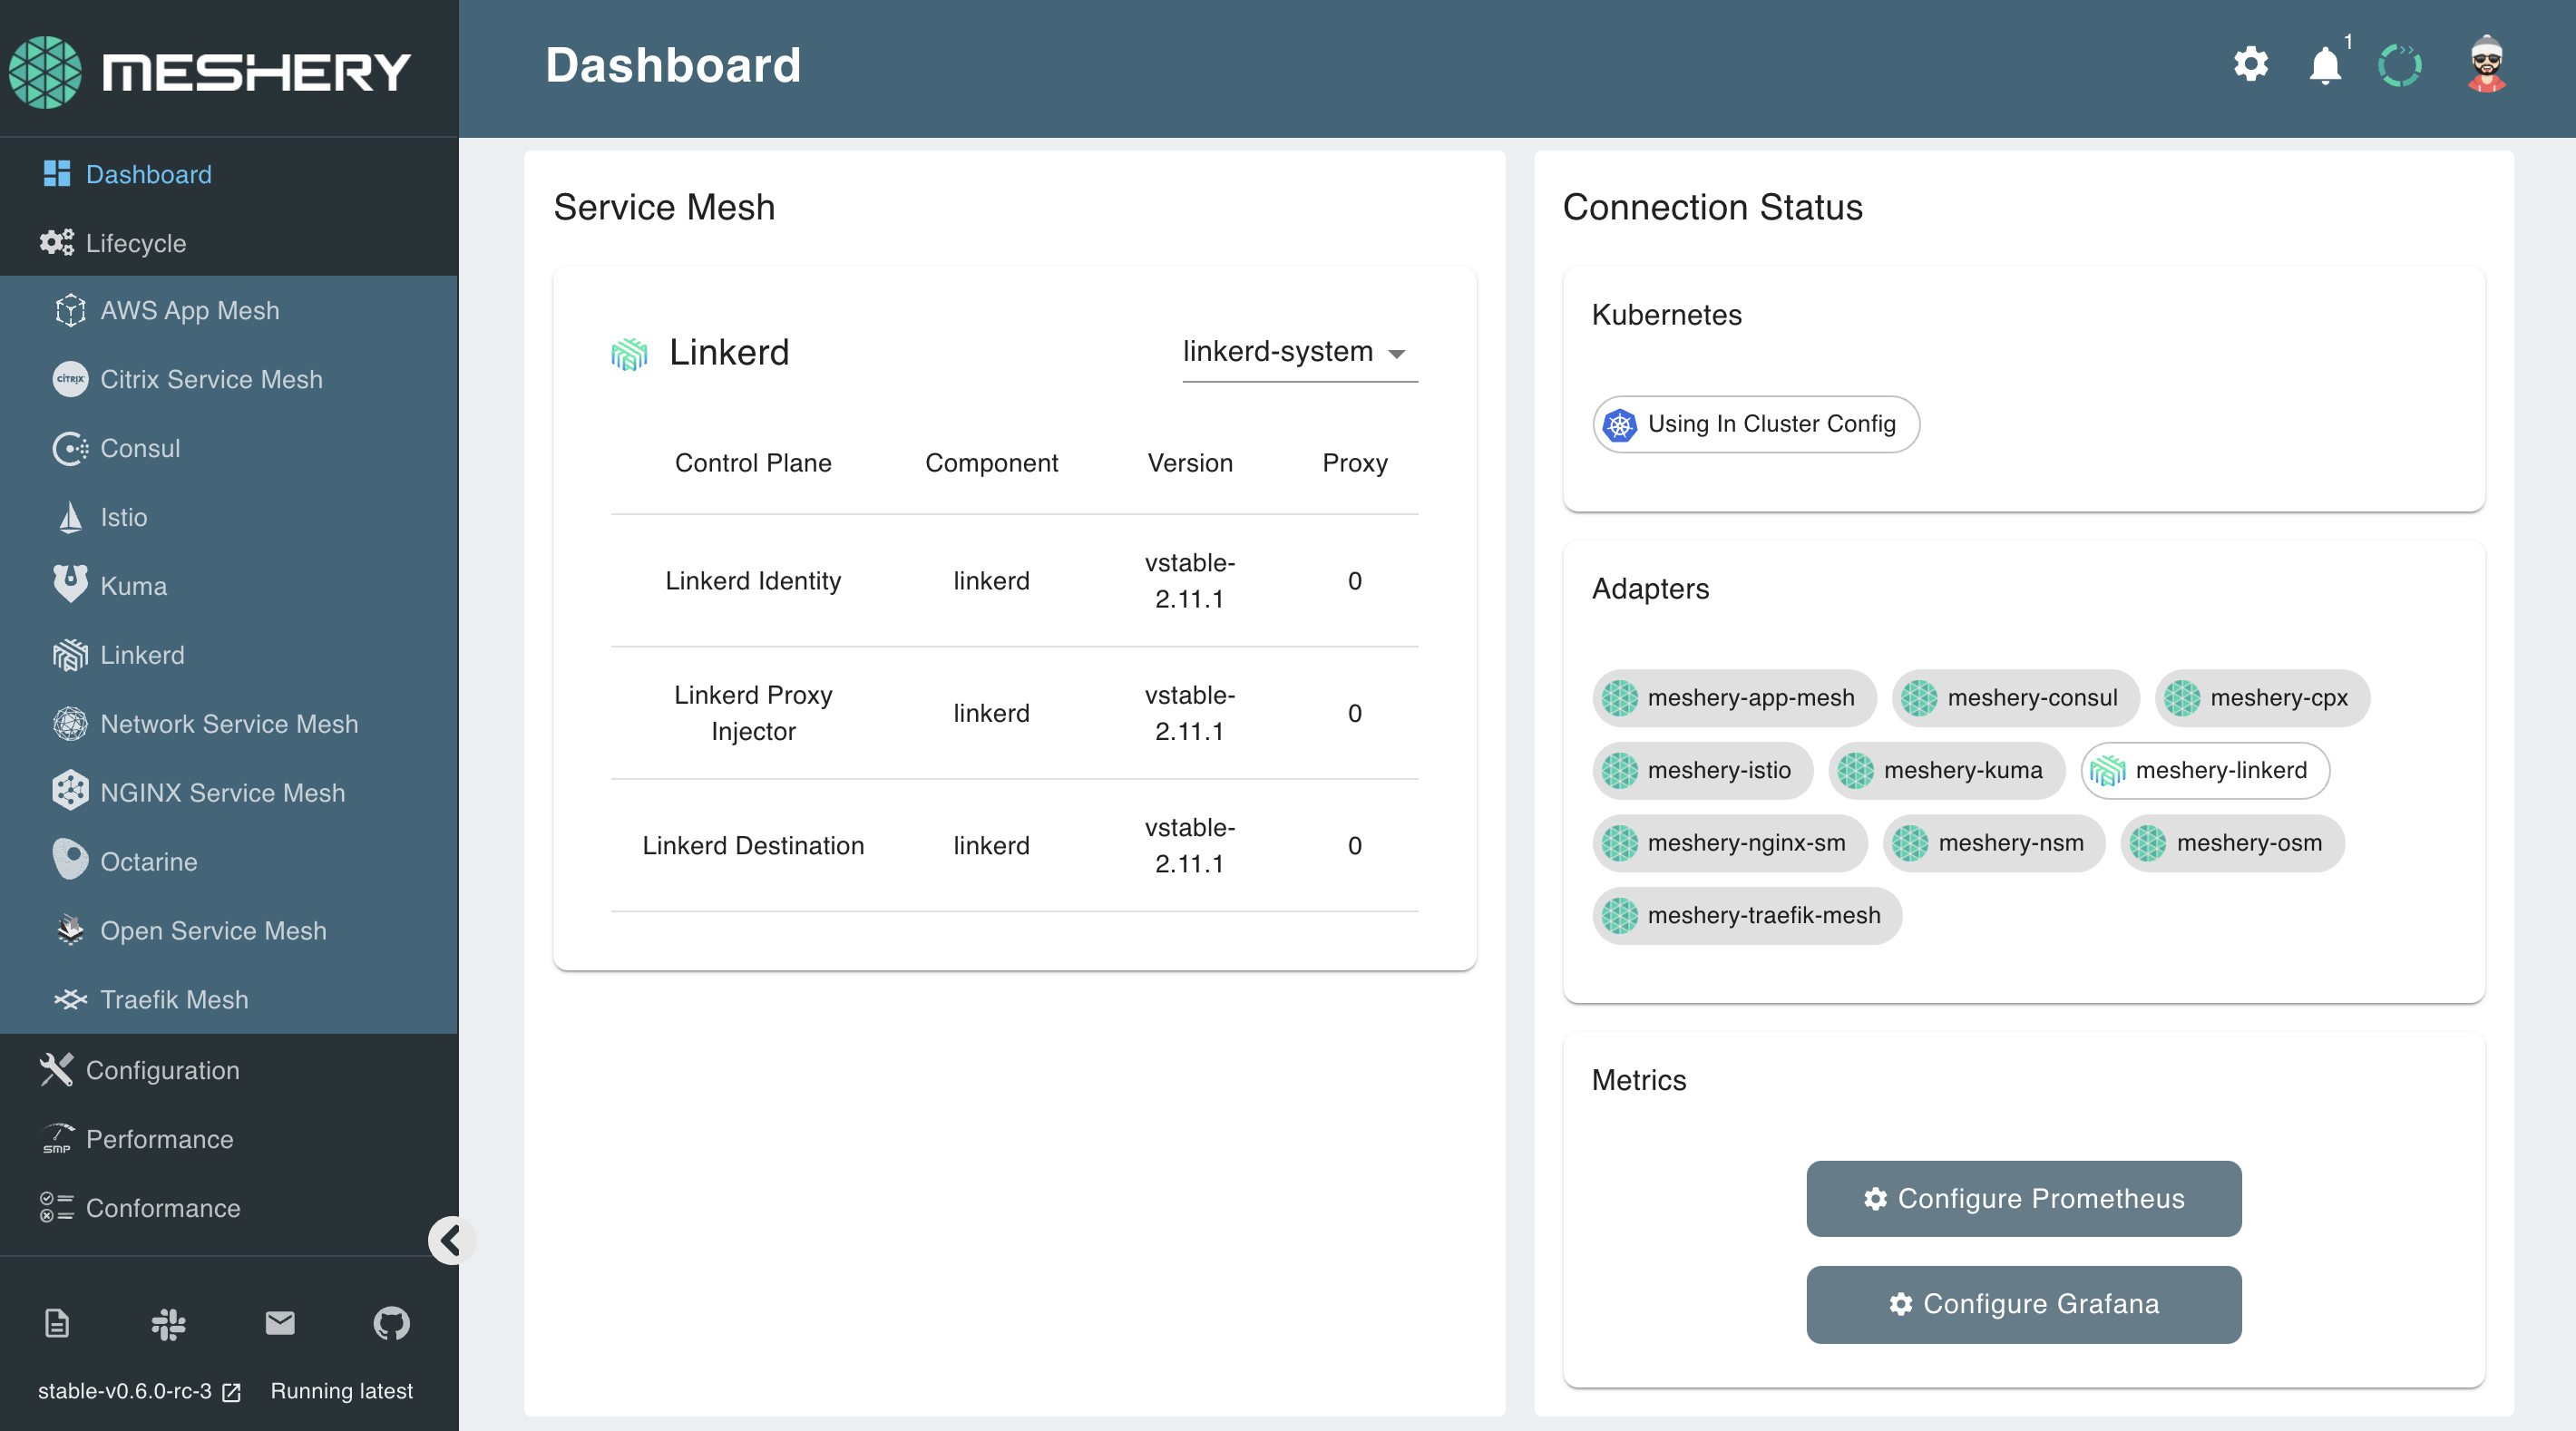 MESHERY
Dashboard
1
Dashboard
Lifecycle
AWS App Mesh
CİTRIX
Citrix Service Mesh
Consul
Istio
Kuma
Linkerd
Network Service Mesh
NGINX Service Mesh
Octarine
Open Service Mesh
Traefik Mesh
Configuration
SMP
Performance
Conformance
stable-v0.6.0-rc-3
Running latest
Service Mesh
Linkerd
linkerd-system
Control Plane Component Version Proxy
Linkerd Identity linkerd vstable-
2.11.1 0
Linkerd Proxy
Injector linkerd vstable-
2.11.1 0
Linkerd Destination linkerd vstable-
2.11.1 0
Connection Status
Kubernetes
Using In Cluster Config
Adapters
meshery-app-mesh meshery-consul meshery-cpx
meshery-istio meshery-kuma meshery-linkerd
meshery-nginx-sm meshery-nsm meshery-osm
meshery-traefik-mesh
Metrics
Configure Prometheus
Configure Grafana